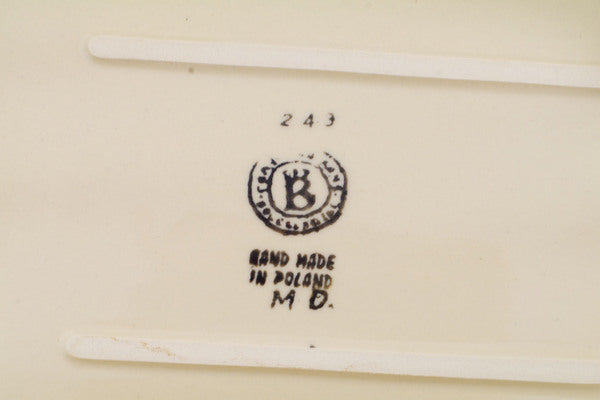 243
B
HAND MADE
IN POLAND
M D.